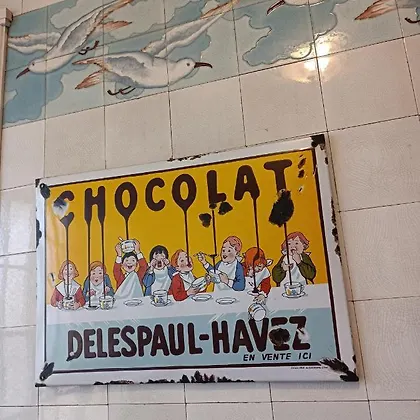 CHOCOLAT
DELESPAUL-HAVEZ
EN VENTE ICI